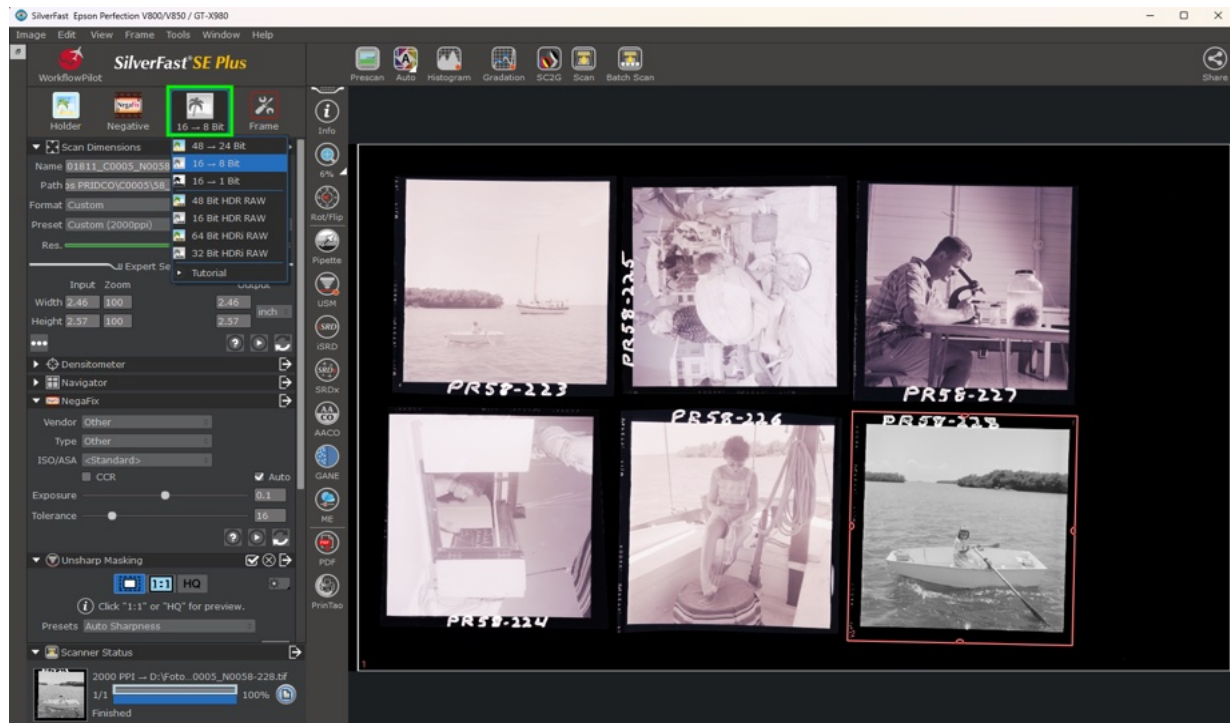 SilverFast Epson Perfection V800/V850 / GT-X980
Image Edit View Frame Tools Window Help
WorkflowPilot
SilverFast®SE Plus
Prescan Auto Histogram Gradation SC2G Scan Batch Scan
Share
Holder Negative 16→8 Bit Frame
NegaFix
48→24 Bit
16→8 Bit
16→1 Bit
48 Bit HDR RAW
16 Bit HDR RAW
64 Bit HDRi RAW
32 Bit HDRi RAW
Tutorial
Scan Dimensions
Name 01811_C0005_N0058
Path os PRIDCO\C0005\58_
Format Custom
Preset Custom (2000ppi)
Res.
Expert Se
Input Zoom Output
Width 2.46 100 2.46
inch
Height 2.57 100 2.57
Densitometer
Navigator
NegaFix
Vendor Other
Type Other
ISO/ASA <Standard>
CCR Auto
Exposure 0.1
Tolerance 16
Unsharp Masking
1:1 HQ
Click "1:1" or "HQ" for preview.
Presets Auto Sharpness
Scanner Status
2000 PPI → D:\Foto...0005_N0058-228.tif
1/1 100%
Finished
Info
6%
Rot/Flip
Pipette
USM
iSRD
SRDx
AACO
GANE
ME
PDF
PrinTao
PR58-223
PR58-225
PR58-227
PR58-224
PR58-226
PR58-228
1